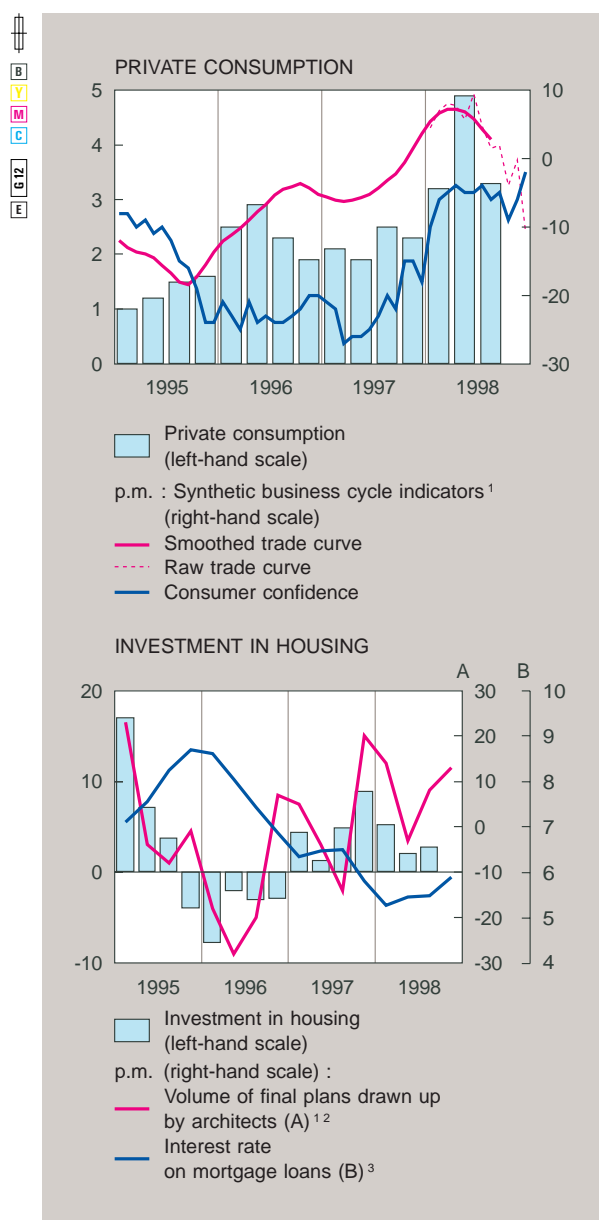 B
Y
M
C
G 12
E
PRIVATE CONSUMPTION
5 10
4 0
3 -10
2
1 -20
0 -30
1995 1996 1997 1998
Private consumption
(left-hand scale)
p.m. : Synthetic business cycle indicators 1
(right-hand scale)
Smoothed trade curve
Raw trade curve
Consumer confidence
INVESTMENT IN HOUSING
A B
20 30 10
20 9
10 10 8
0 7
0 -10 6
-20 5
-10 -30 4
1995 1996 1997 1998
Investment in housing
(left-hand scale)
p.m. (right-hand scale) :
Volume of final plans drawn up
by architects (A) 1 2
Interest rate
on mortgage loans (B) 3